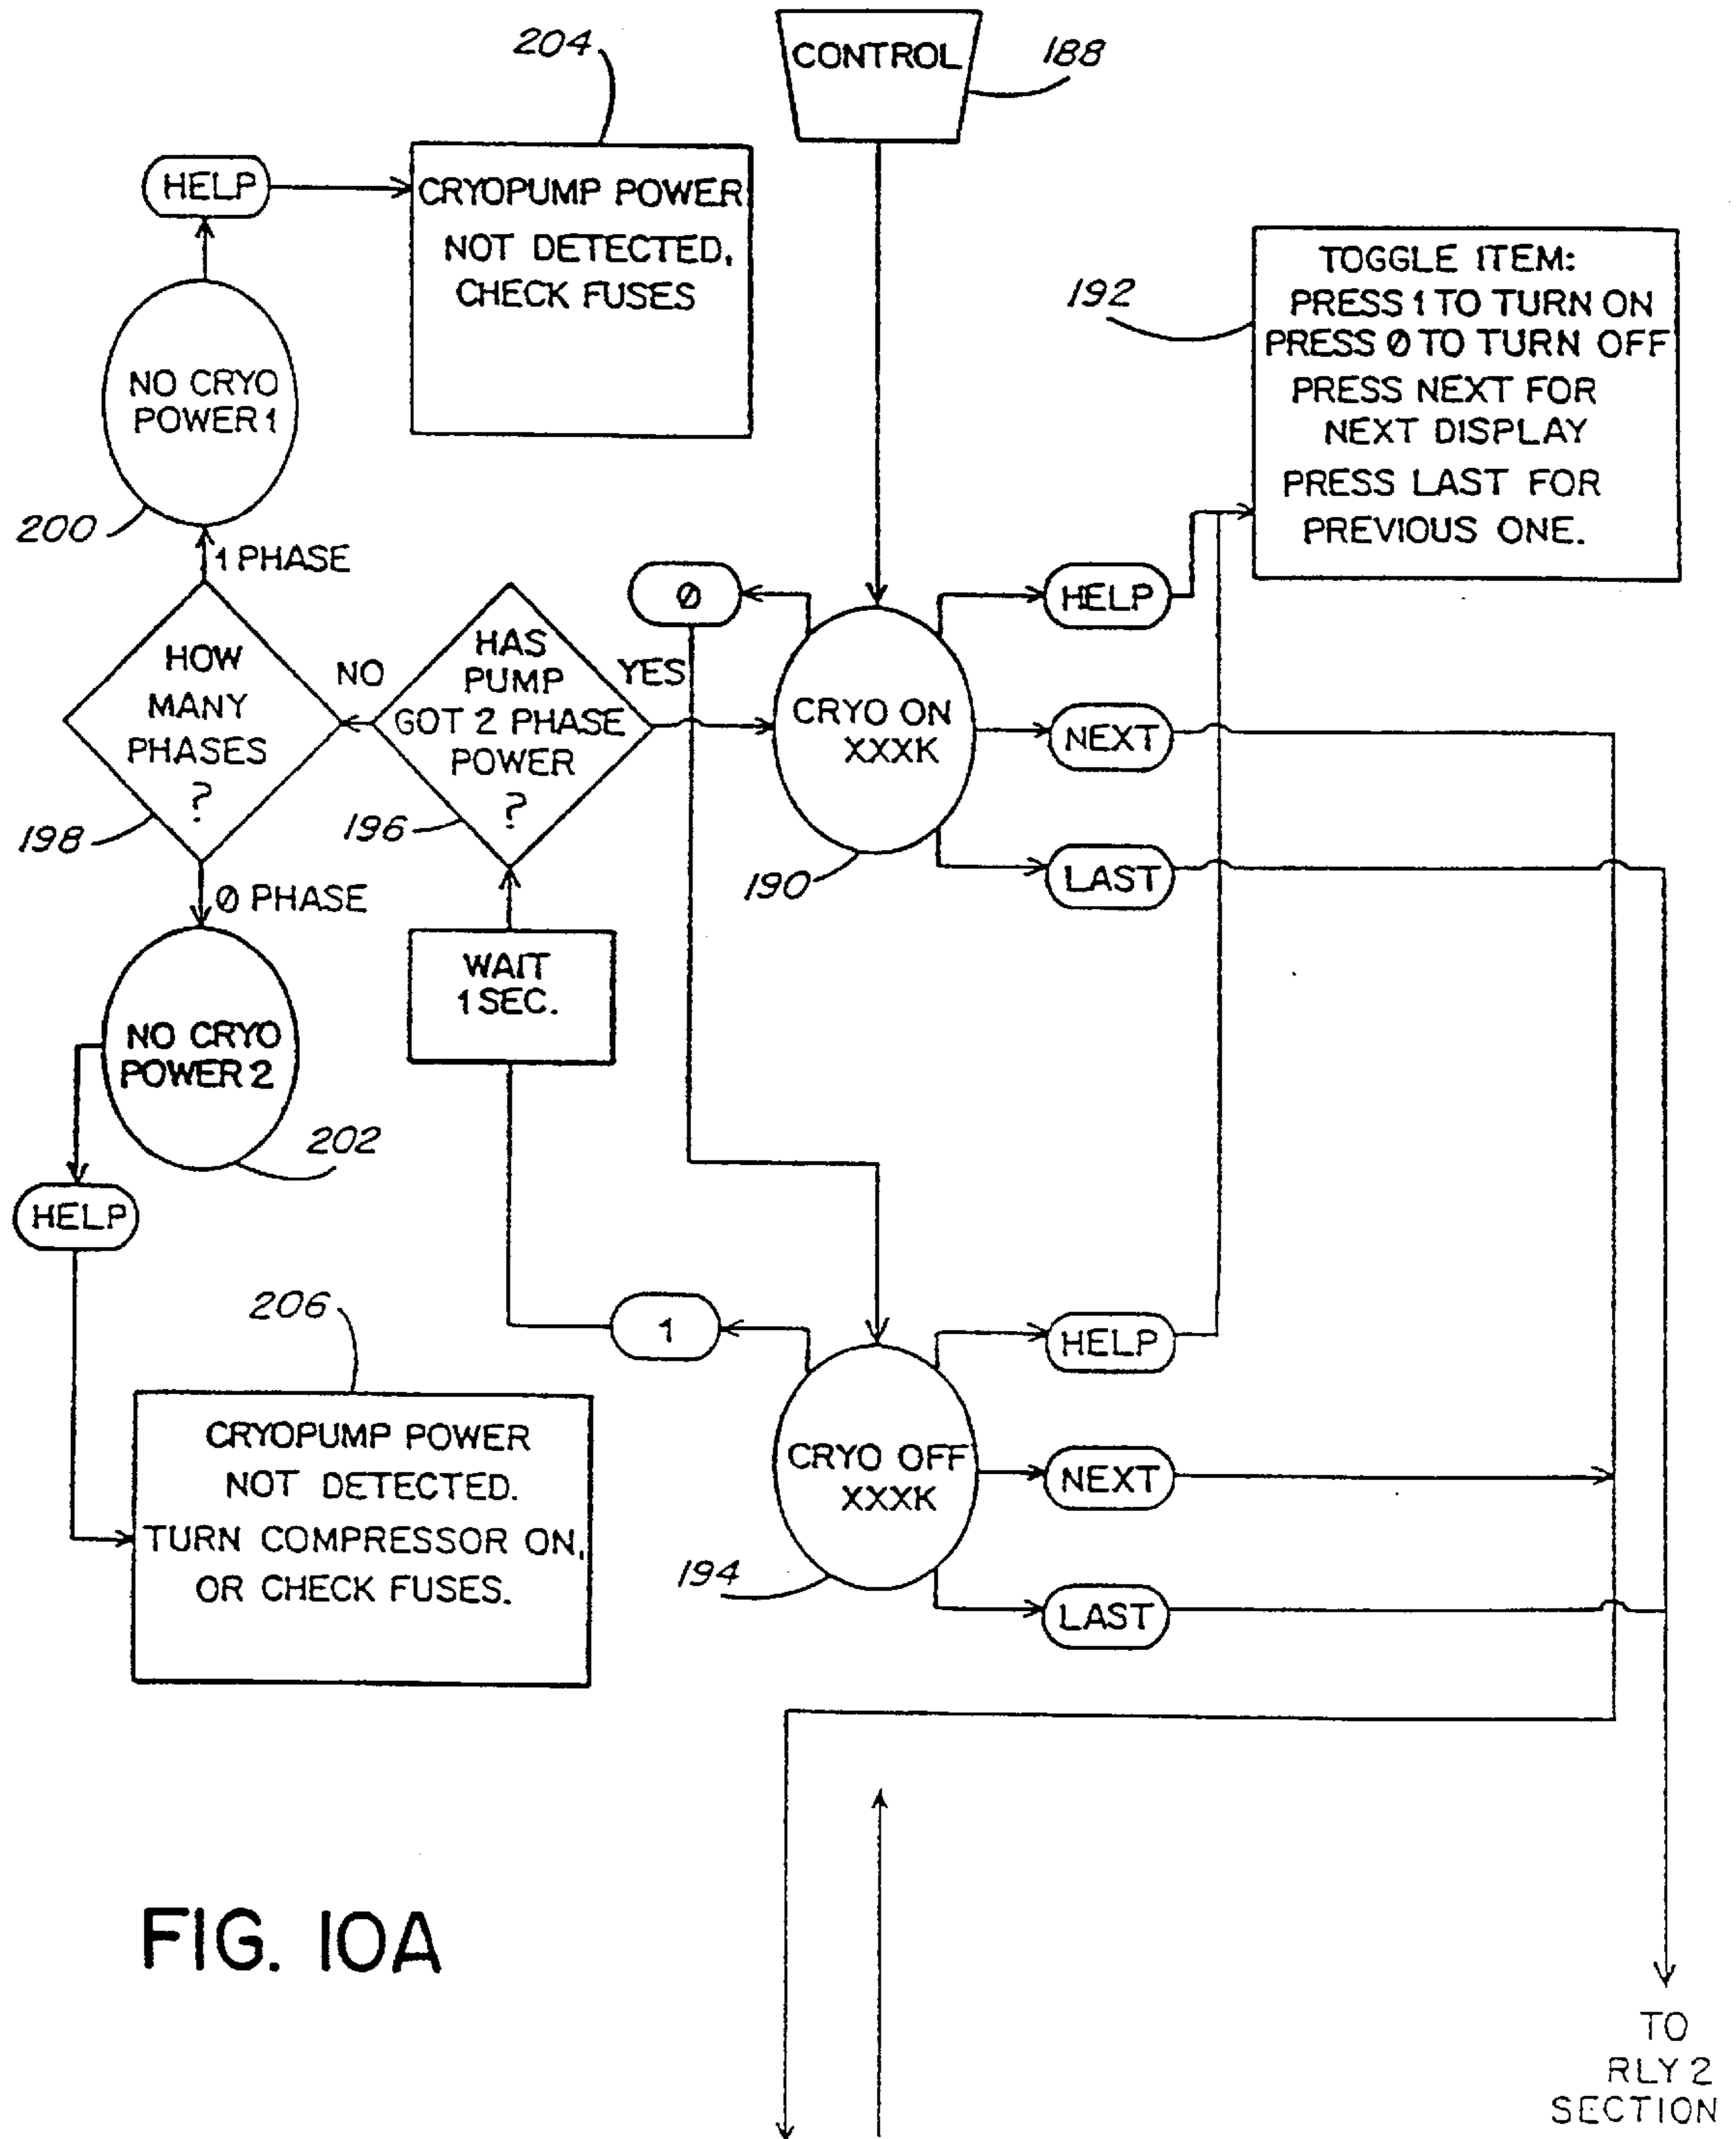 204
CONTROL
188
HELP
CRYOPUMP POWER
NOT DETECTED,
CHECK FUSES
192
TOGGLE ITEM:
PRESS 1 TO TURN ON
PRESS 0 TO TURN OFF
PRESS NEXT FOR
NEXT DISPLAY
PRESS LAST FOR
PREVIOUS ONE.
NO CRYO
POWER 1
200
1 PHASE
0
HELP
HOW
MANY
PHASES
?
198
NO
HAS
PUMP
GOT 2 PHASE
POWER
?
196
YES
CRYO ON
XXXK
190
NEXT
LAST
0 PHASE
WAIT
1 SEC.
NO CRYO
POWER 2
202
HELP
206
1
HELP
CRYOPUMP POWER
NOT DETECTED.
TURN COMPRESSOR ON,
OR CHECK FUSES.
CRYO OFF
XXXK
194
NEXT
LAST
FIG. 10A
TO
RLY 2
SECTION